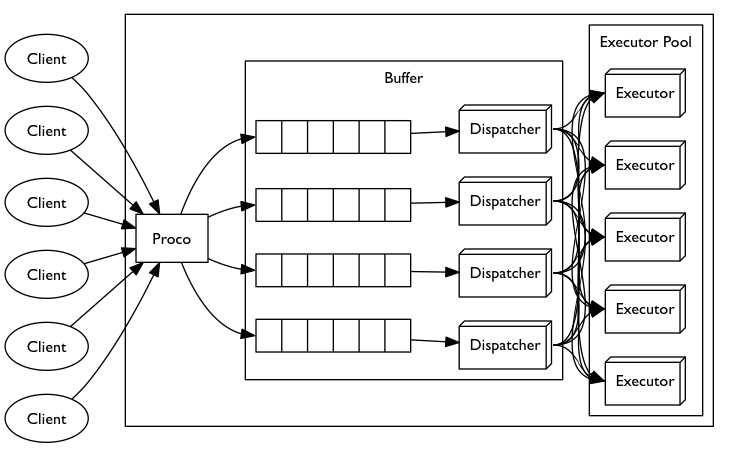 Client
Client
Client
Client
Client
Client
Proco
Buffer
Dispatcher
Dispatcher
Dispatcher
Dispatcher
Executor Pool
Executor
Executor
Executor
Executor
Executor